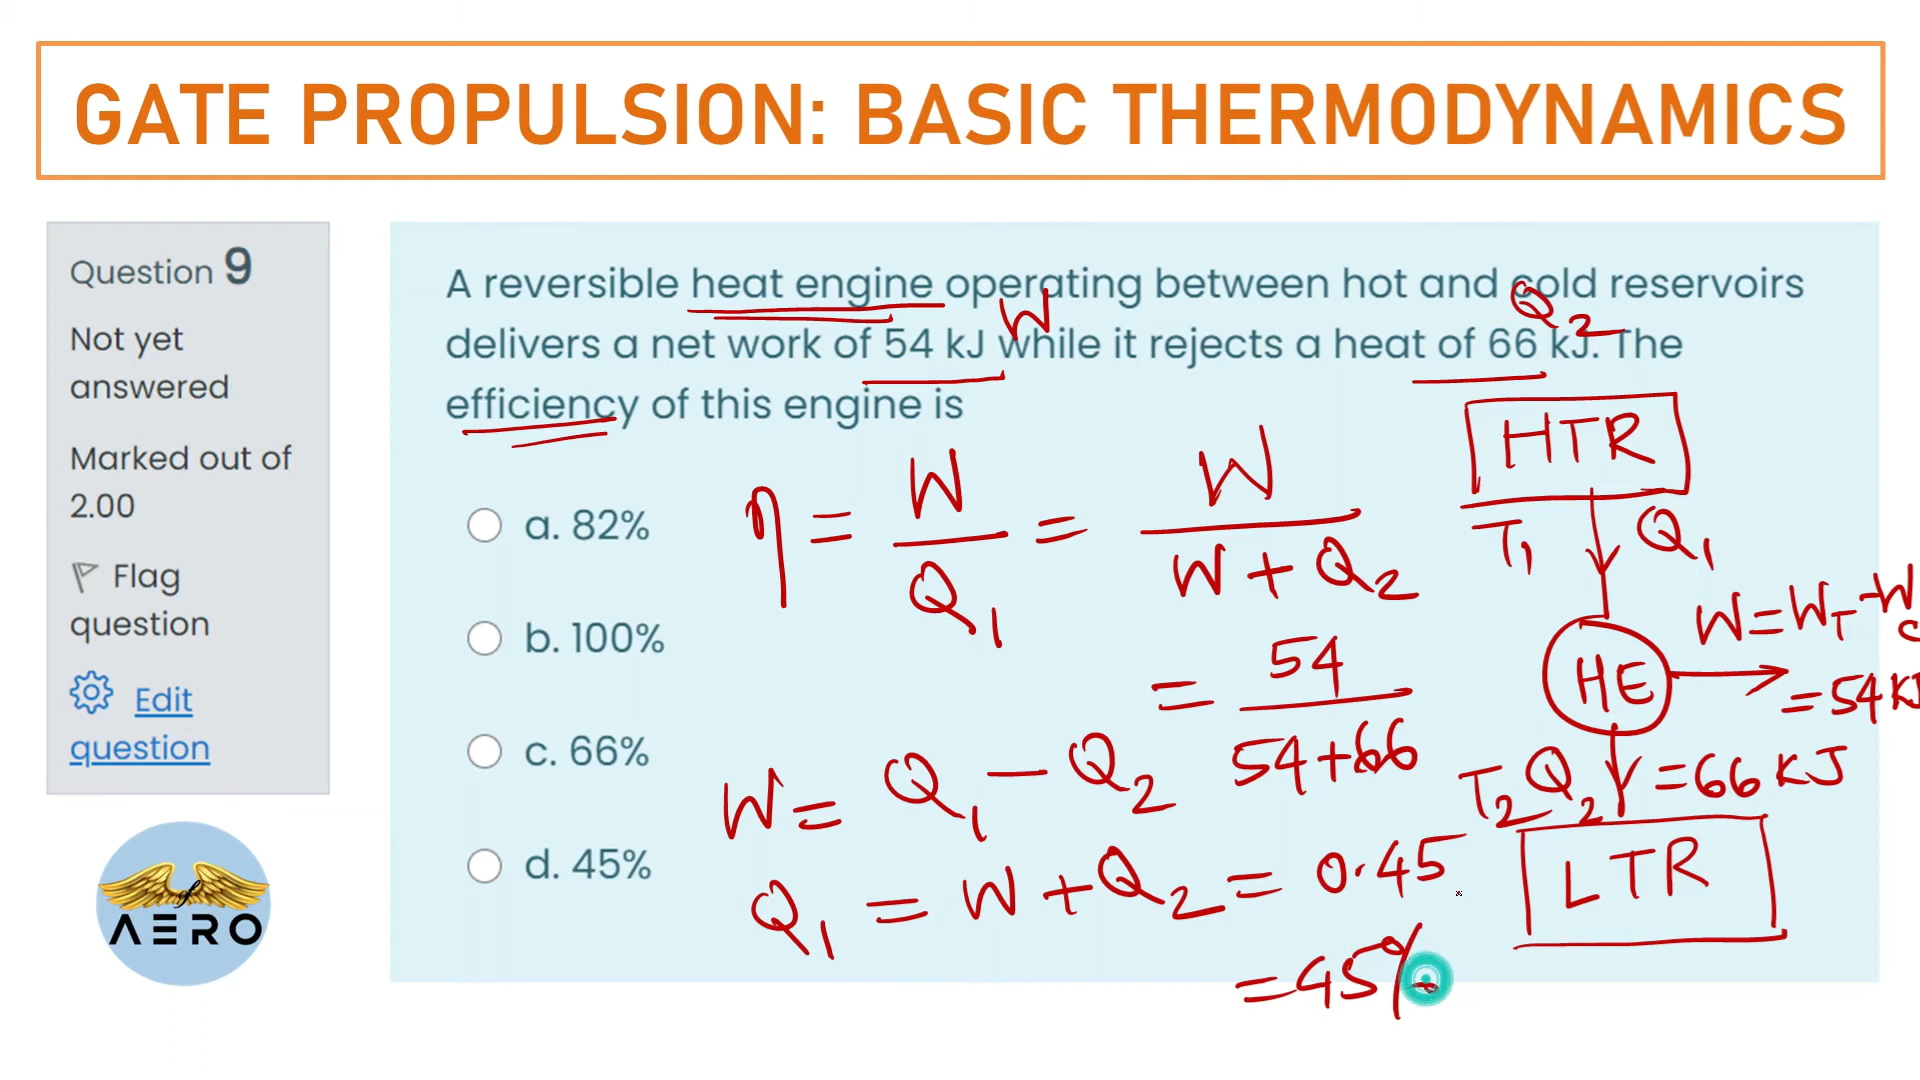 GATE PROPULSION: BASIC THERMODYNAMICS
Question 9
Not yet
answered
Marked out of
2.00
Flag
question
Edit
question
of
AERO
A reversible heat engine operating between hot and cold reservoirs
delivers a net work of 54 kJ while it rejects a heat of 66 kJ. The
efficiency of this engine is
a. 82%
b. 100%
c. 66%
d. 45%
W
Q2
η = W/Q1 = W/(W + Q2)
= 54/(54+66)
W = Q1 − Q2
Q1 = W + Q2
= 0.45
= 45%
HTR
T1 Q1
W = WT - WC
HE
= 54 KJ
T2 Q2 = 66 KJ
LTR